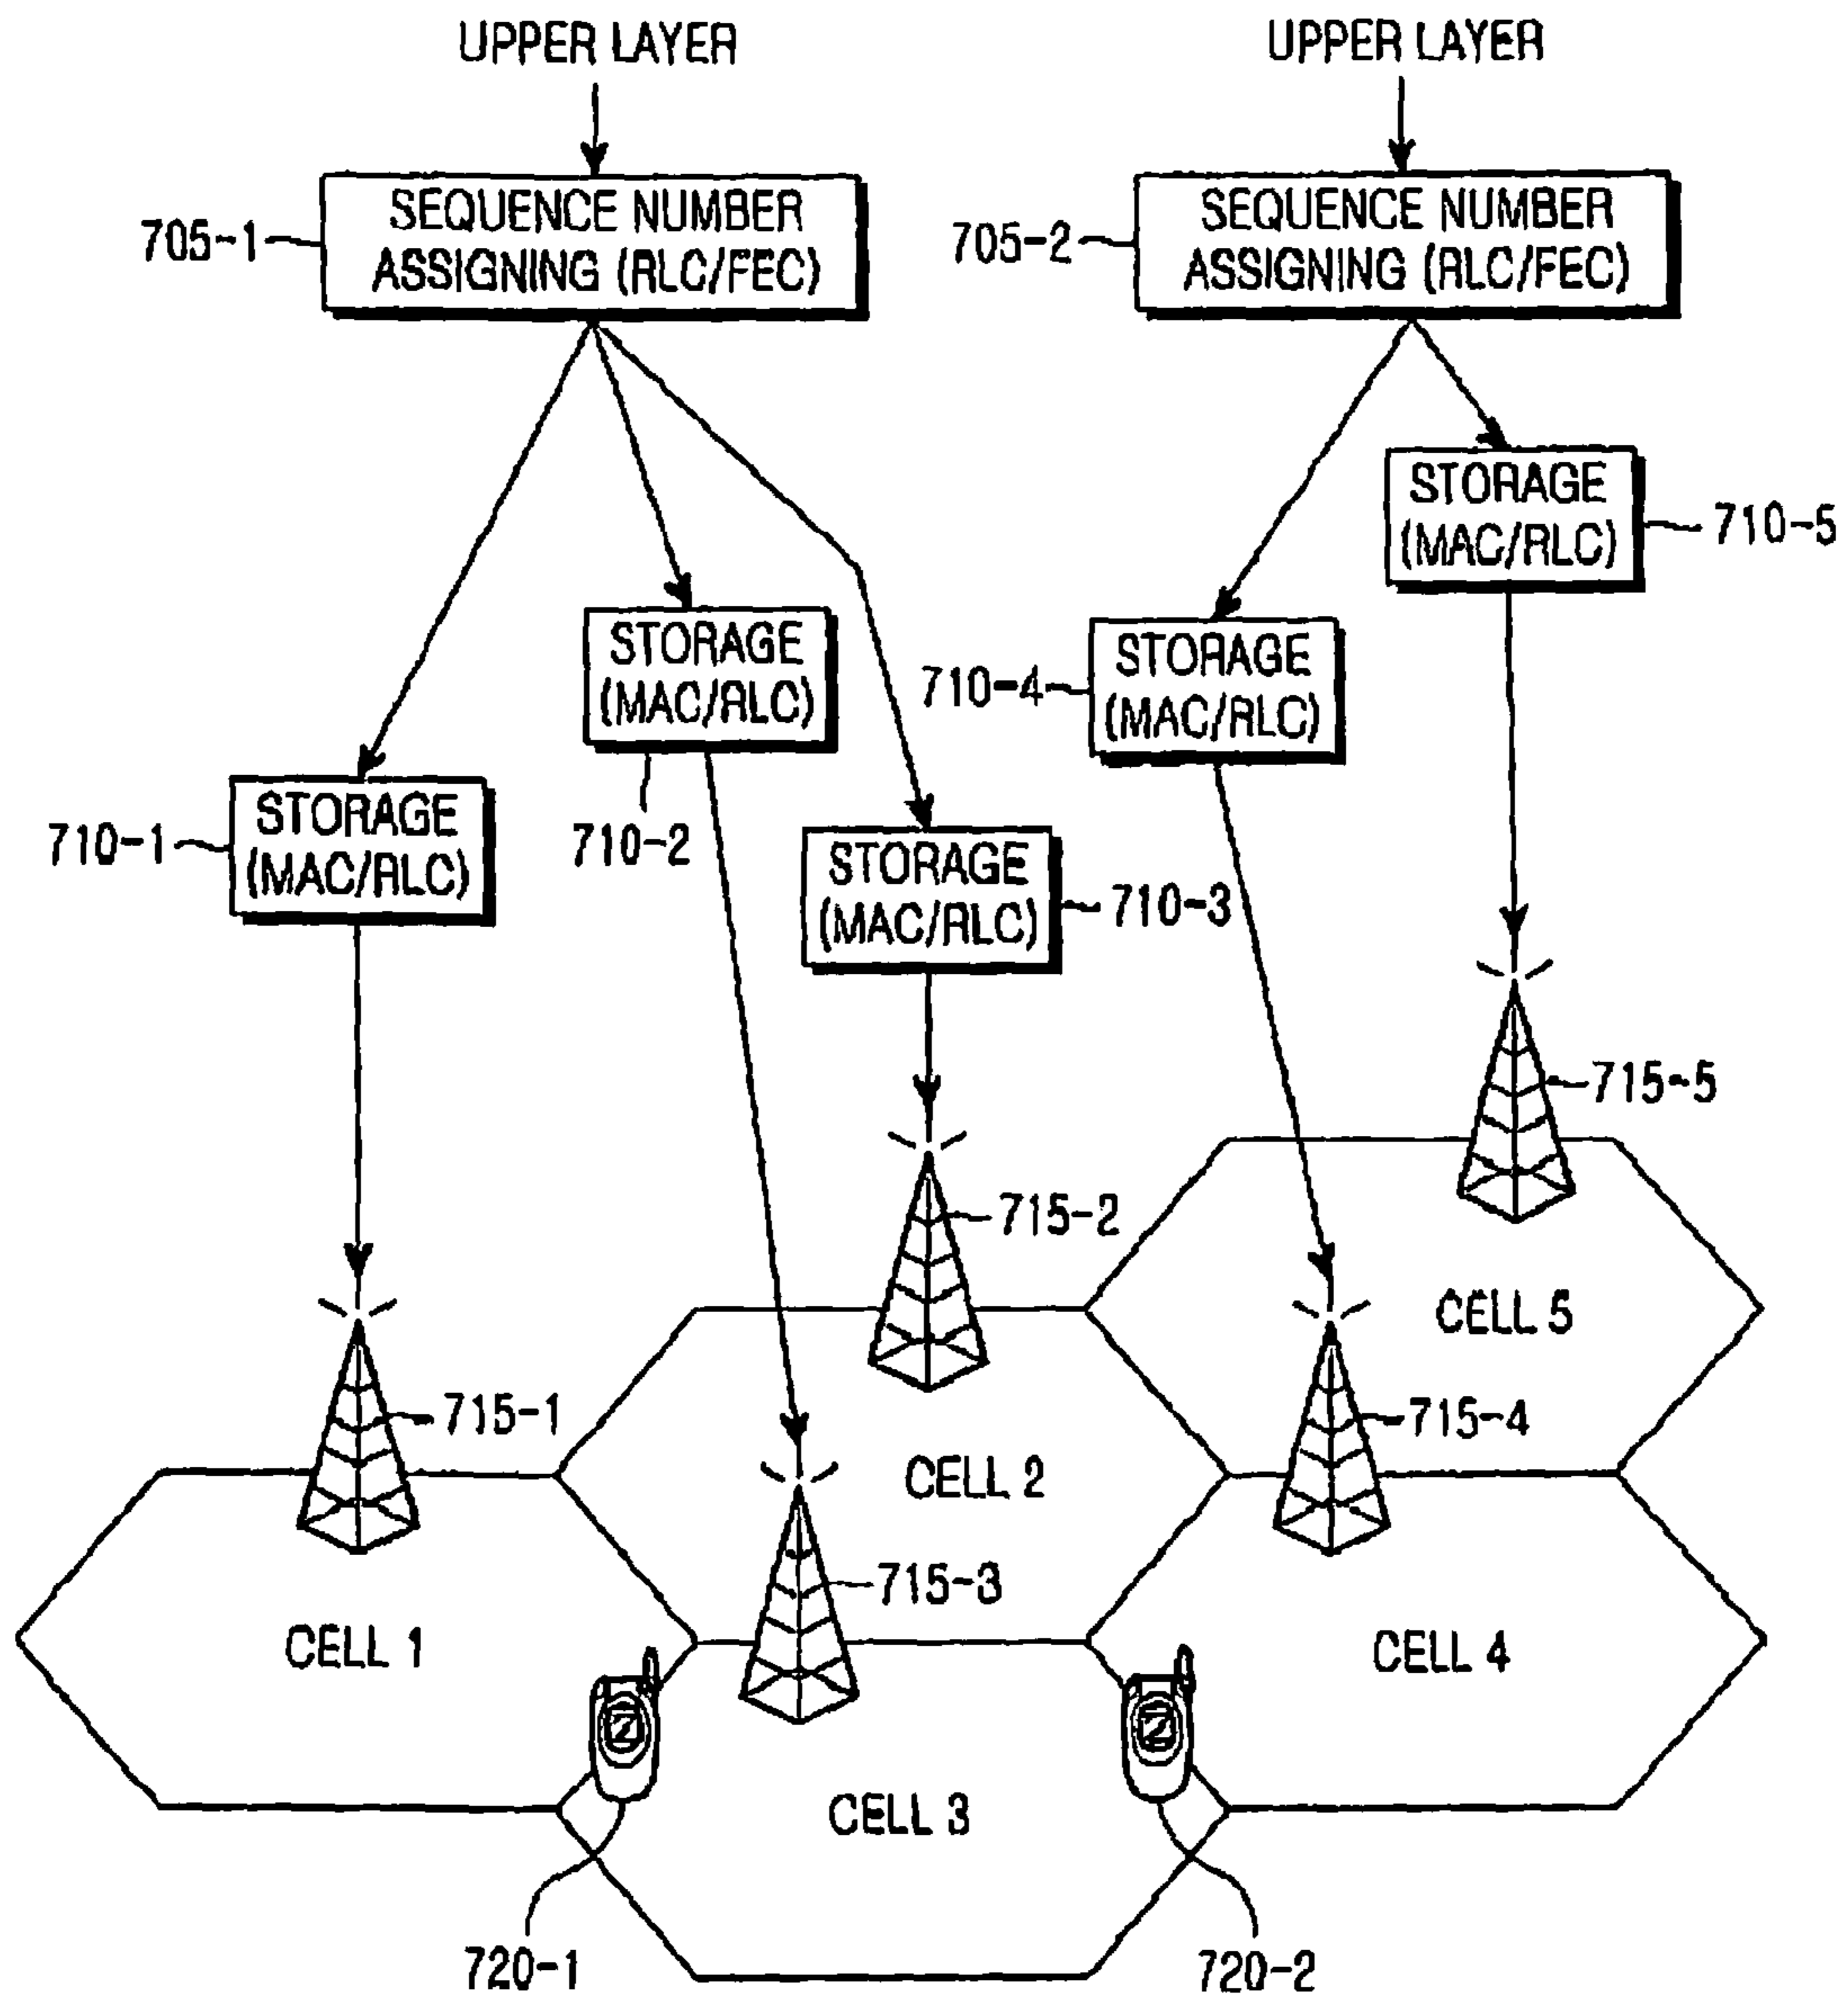 UPPER LAYER
UPPER LAYER
705-1
SEQUENCE NUMBER
ASSIGNING (RLC/FEC)
705-2
SEQUENCE NUMBER
ASSIGNING (RLC/FEC)
STORAGE
(MAC/RLC)
710-5
STORAGE
(MAC/RLC)
710-2
710-4
STORAGE
(MAC/RLC)
710-1
STORAGE
(MAC/RLC)
STORAGE
(MAC/RLC)
710-3
715-5
715-2
CELL 5
715-1
715-4
CELL 2
715-3
CELL 1
CELL 4
CELL 3
720-1
720-2